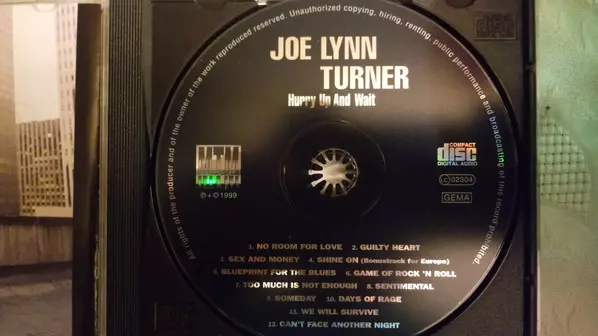 All rights of the producer and of the owner of the work reproduced reserved. Unauthorized copying, hiring, renting, public performance and broadcasting of this record prohibited.
JOE LYNN
TURNER
Hurry Up And Wait
COMPACT
disc
DIGITAL AUDIO
LC 02304
GEMA
℗ + © 1999
1. NO ROOM FOR LOVE 2. GUILTY HEART
3. SEX AND MONEY 4. SHINE ON (Bonustrack for Europe)
5. BLUEPRINT FOR THE BLUES 6. GAME OF ROCK 'N ROLL
7. TOO MUCH IS NOT ENOUGH 8. SENTIMENTAL
9. SOMEDAY 10. DAYS OF RAGE
11. WE WILL SURVIVE
12. CAN'T FACE ANOTHER NIGHT